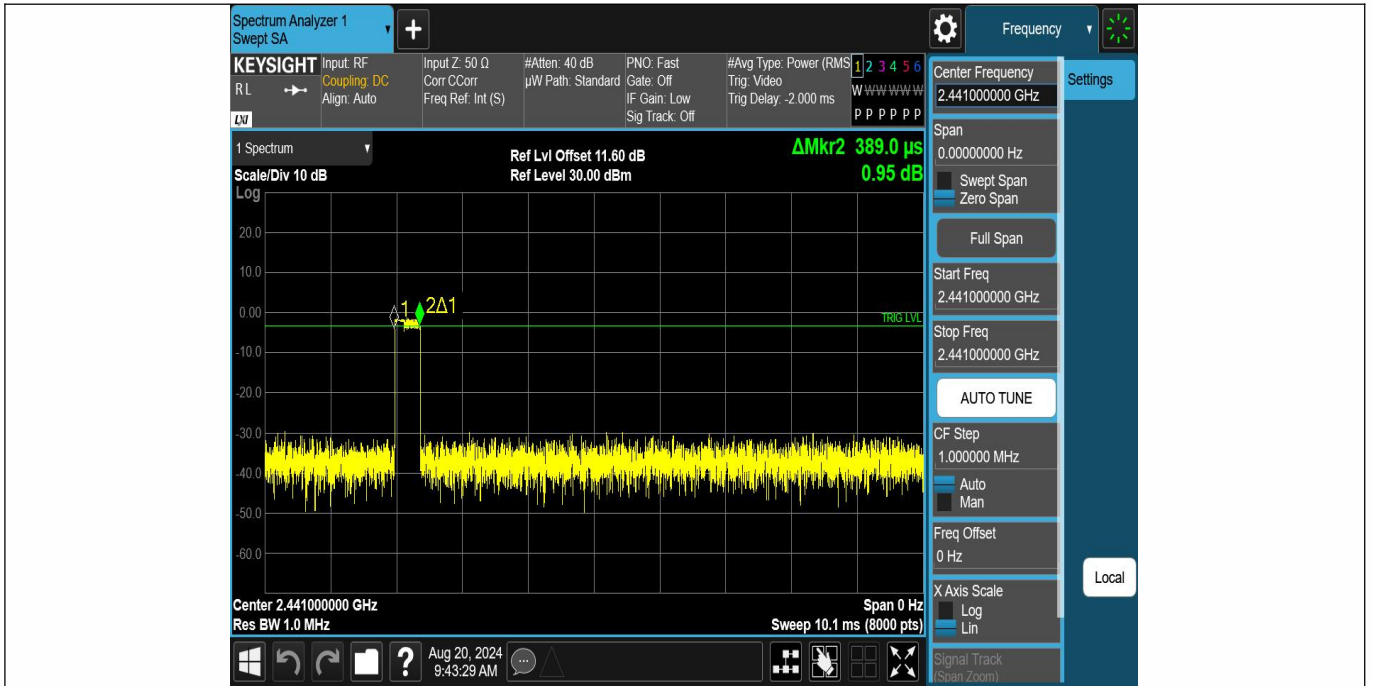 Spectrum Analyzer 1
Swept SA
+
Frequency
KEYSIGHT
RL
LXI
Input: RF
Coupling: DC
Align: Auto
Input Z: 50 Ω
Corr CCorr
Freq Ref: Int (S)
#Atten: 40 dB
µW Path: Standard
PNO: Fast
Gate: Off
IF Gain: Low
Sig Track: Off
#Avg Type: Power (RMS
Trig: Video
Trig Delay: -2.000 ms
1 2 3 4 5 6
W W W W W W
P P P P P P
1 Spectrum
Scale/Div 10 dB
Ref Lvl Offset 11.60 dB
Ref Level 30.00 dBm
ΔMkr2 389.0 µs
0.95 dB
Log
20.0
10.0
0.00
-10.0
-20.0
-30.0
-40.0
-50.0
-60.0
1
2Δ1
TRIG LVL
Center 2.441000000 GHz
Res BW 1.0 MHz
Span 0 Hz
Sweep 10.1 ms (8000 pts)
Center Frequency
2.441000000 GHz
Settings
Span
0.00000000 Hz
Swept Span
Zero Span
Full Span
Start Freq
2.441000000 GHz
Stop Freq
2.441000000 GHz
AUTO TUNE
CF Step
1.000000 MHz
Auto
Man
Freq Offset
0 Hz
X Axis Scale
Log
Lin
Local
Signal Track
(Span Zoom)
?
Aug 20, 2024
9:43:29 AM